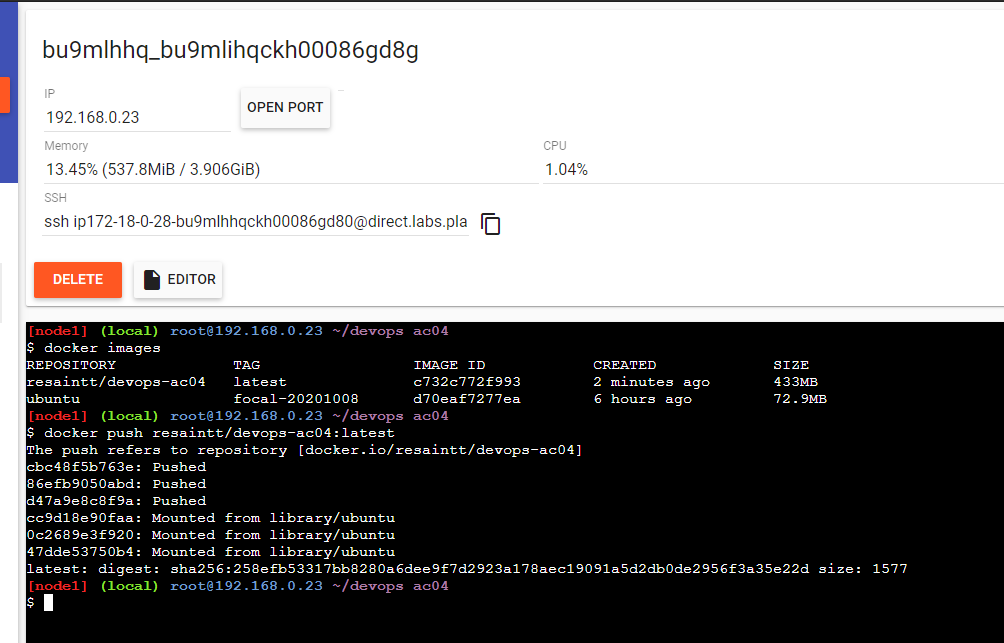 bu9mlhhq_bu9mlihqckh00086gd8g
IP
192.168.0.23
OPEN PORT
Memory
13.45% (537.8MiB / 3.906GiB)
CPU
1.04%
SSH
ssh ip172-18-0-28-bu9mlhhqckh00086gd80@direct.labs.pla
DELETE
EDITOR
[node1] (local) root@192.168.0.23 ~/devops ac04
$ docker images
REPOSITORY TAG IMAGE ID CREATED SIZE
resaintt/devops-ac04 latest c732c772f993 2 minutes ago 433MB
ubuntu focal-20201008 d70eaf7277ea 6 hours ago 72.9MB
[node1] (local) root@192.168.0.23 ~/devops ac04
$ docker push resaintt/devops-ac04:latest
The push refers to repository [docker.io/resaintt/devops-ac04]
cbc48f5b763e: Pushed
86efb9050abd: Pushed
d47a9e8c8f9a: Pushed
cc9d18e90faa: Mounted from library/ubuntu
0c2689e3f920: Mounted from library/ubuntu
47dde53750b4: Mounted from library/ubuntu
latest: digest: sha256:258efb53317bb8280a6dee9f7d2923a178aec19091a5d2db0de2956f3a35e22d size: 1577
[node1] (local) root@192.168.0.23 ~/devops ac04
$